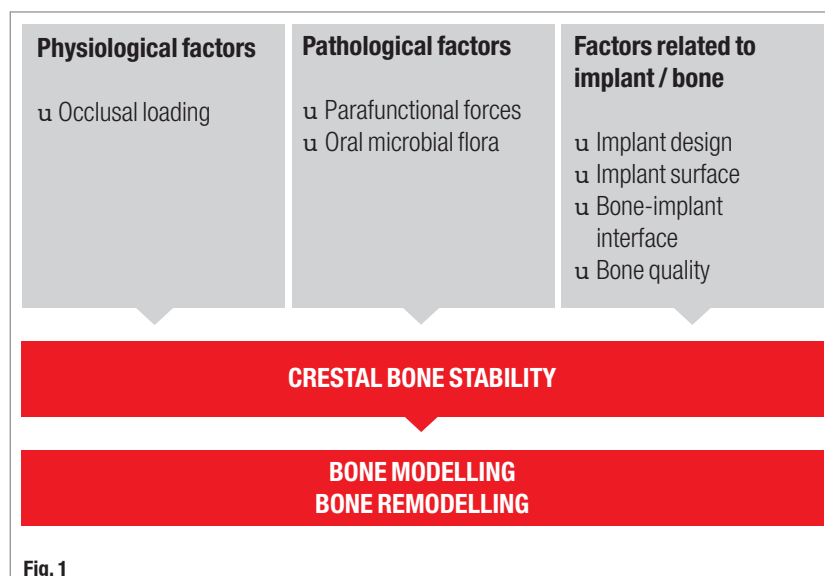 Physiological factors
u Occlusal loading
Pathological factors
u Parafunctional forces
u Oral microbial flora
Factors related to
implant / bone
u Implant design
u Implant surface
u Bone-implant
interface
u Bone quality
CRESTAL BONE STABILITY
BONE MODELLING
BONE REMODELLING
Fig. 1